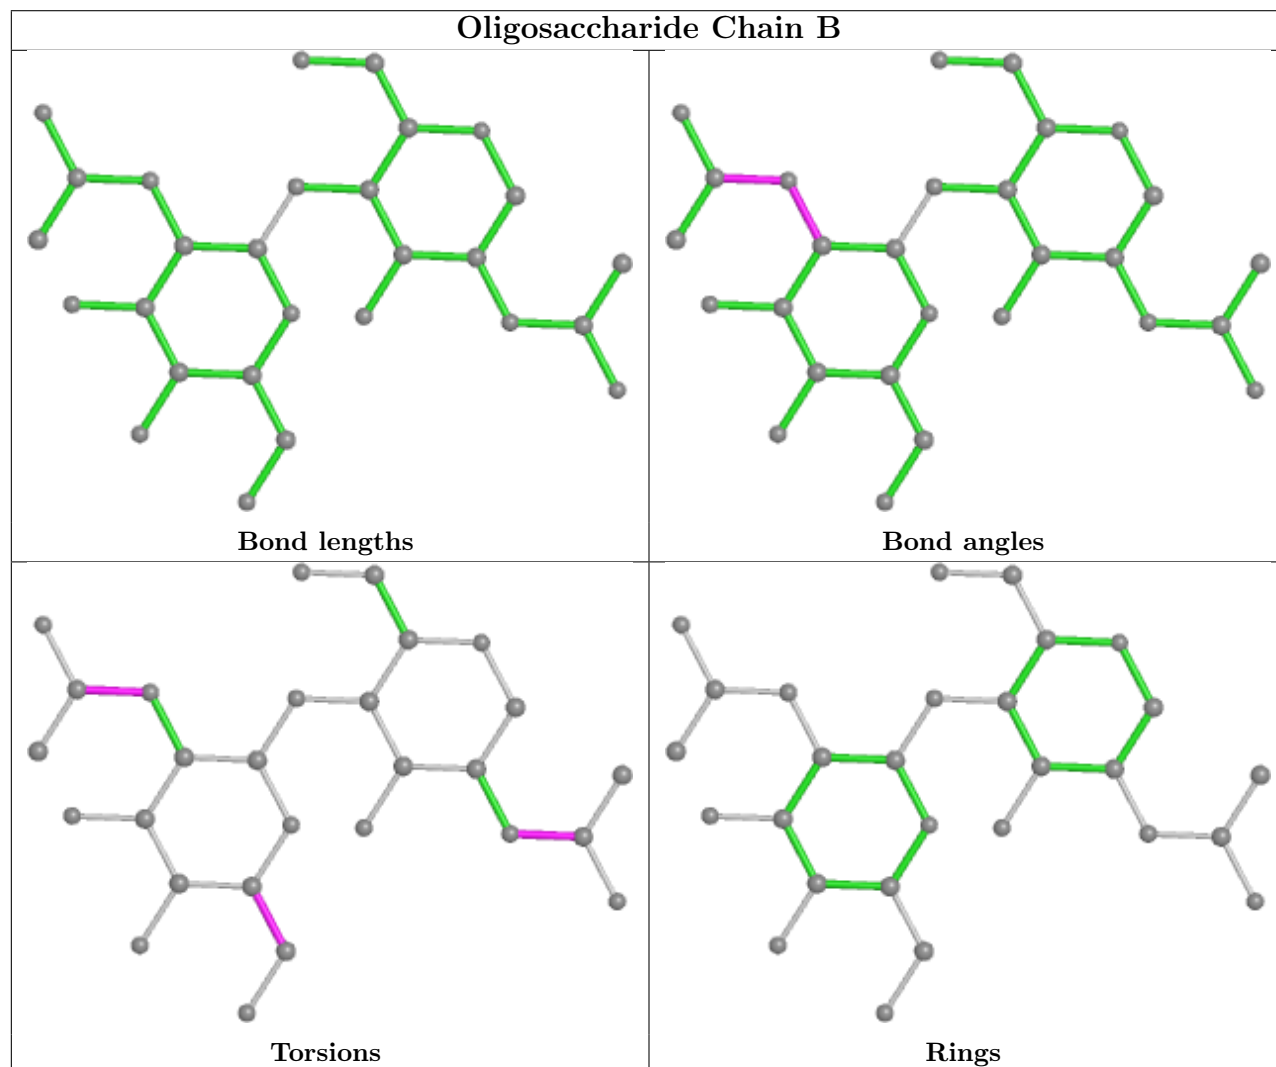 Oligosaccharide Chain B
Bond lengths
Bond angles
Torsions
Rings